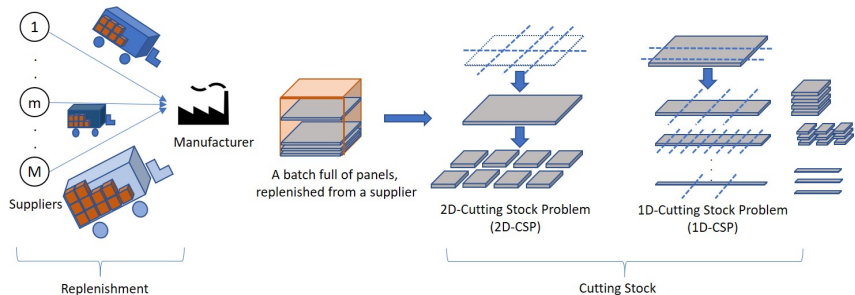 1
.
.
m
.
.
M
Suppliers
Manufacturer
A batch full of panels,
replenished from a supplier
2D-Cutting Stock Problem
(2D-CSP)
1D-Cutting Stock Problem
(1D-CSP)
Replenishment
Cutting Stock